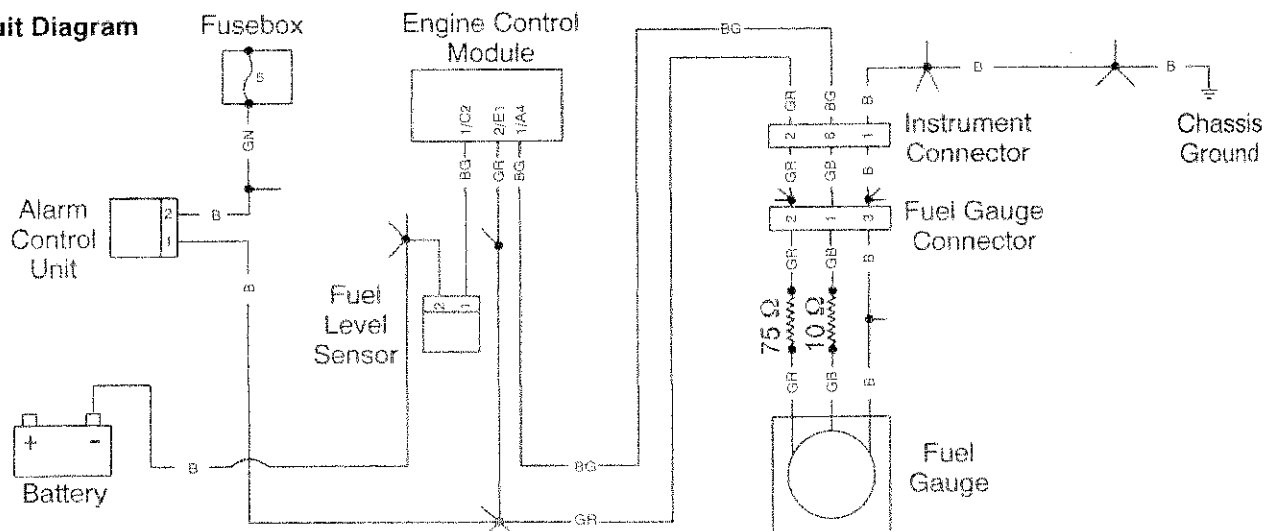 uit Diagram
Fusebox
Engine Control
Module
5
GN
1/C2
2/E1
1/A4
BG
GR
BG
BG
GR
BG
B
B
B
2
6
1
Instrument
Connector
Chassis
Ground
GR
GB
B
Alarm
Control
Unit
2
1
B
B
2
1
3
Fuel Gauge
Connector
GR
GB
B
Fuel
Level
Sensor
2
1
75 Ω
10 Ω
GR
GB
B
+
-
Battery
B
BG
GR
Fuel
Gauge